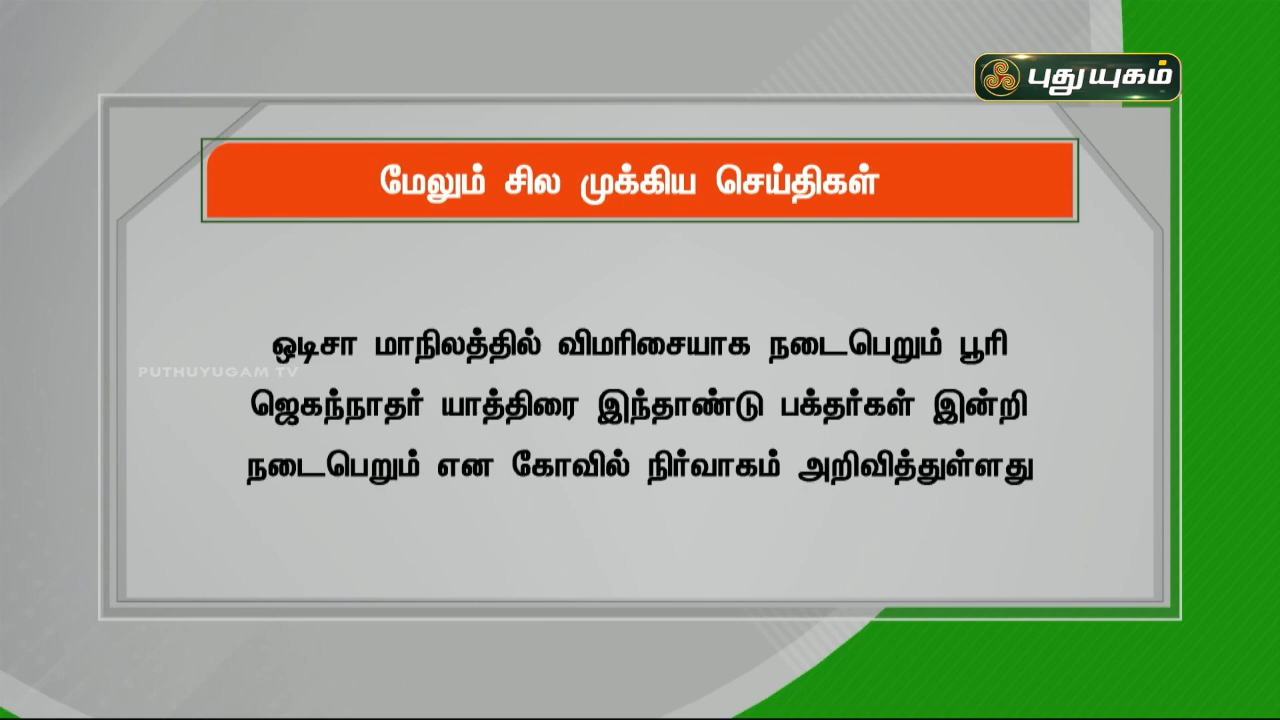 புதுயுகம்
மேலும் சில முக்கிய செய்திகள்
ஒடிசா மாநிலத்தில் விமரிசையாக நடைபெறும் பூரி
PUTHUYUGAM TV
ஜெகந்நாதர் யாத்திரை இந்தாண்டு பக்தர்கள் இன்றி
நடைபெறும் என கோவில் நிர்வாகம் அறிவித்துள்ளது